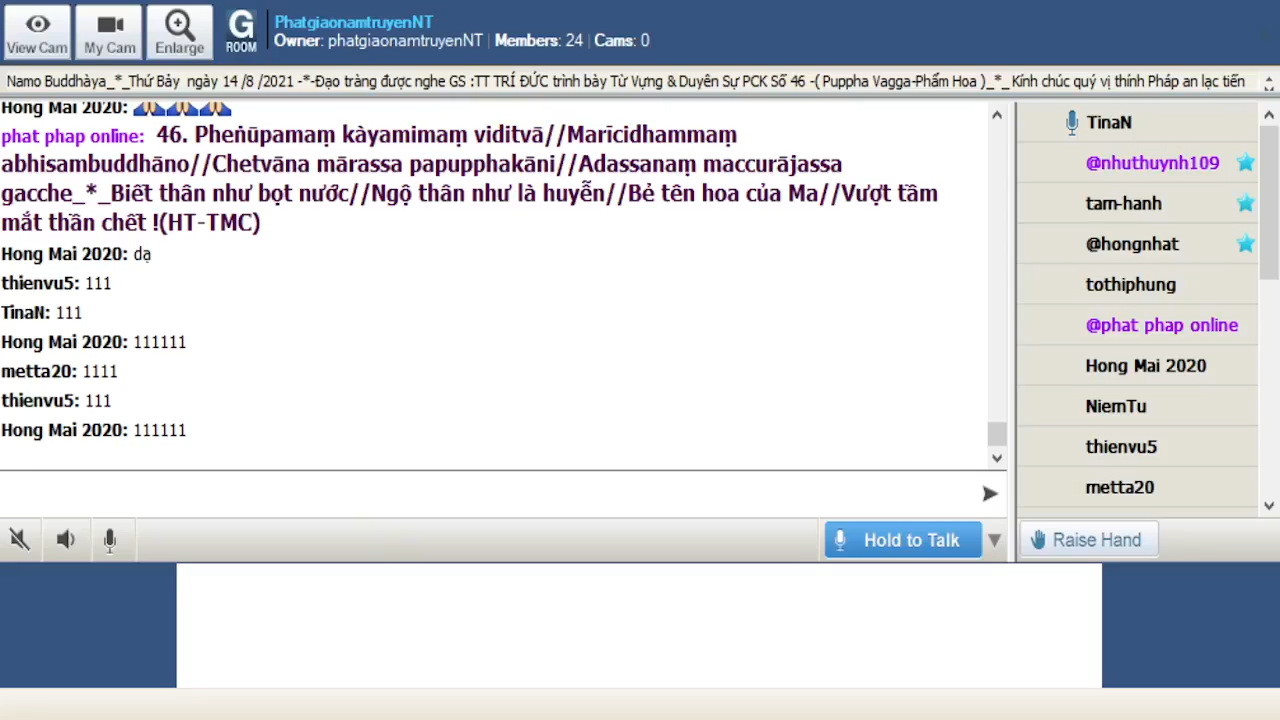 View Cam
My Cam
Enlarge
G
ROOM
PhatgiaonamtruyenNT
Owner: phatgiaonamtruyenNT | Members: 24 | Cams: 0
Namo Buddhàya_*_Thứ Bảy ngày 14 /8 /2021 -*-Đạo tràng được nghe GS :TT TRÍ ĐỨC trình bày Từ Vựng & Duyên Sự PCK Số 46 -( Puppha Vagga-Phẩm Hoa )_*_Kính chúc quý vị thính Pháp an lạc tiến
Hong Mai 2020:
phat phap online: 46. Pheṅūpamaṃ kàyamimaṃ viditvā//Marīcidhammaṃ
abhisambuddhāno//Chetvāna mārassa papupphakāni//Adassanaṃ maccurājassa
gacche_*_Biết thân như bọt nước//Ngộ thân như là huyễn//Bẻ tên hoa của Ma//Vượt tầm
mắt thần chết !(HT-TMC)
Hong Mai 2020: dạ
thienvu5: 111
TinaN: 111
Hong Mai 2020: 111111
metta20: 1111
thienvu5: 111
Hong Mai 2020: 111111
TinaN
@nhuthuynh109
tam-hanh
@hongnhat
tothiphung
@phat phap online
Hong Mai 2020
NiemTu
thienvu5
metta20
Hold to Talk
Raise Hand